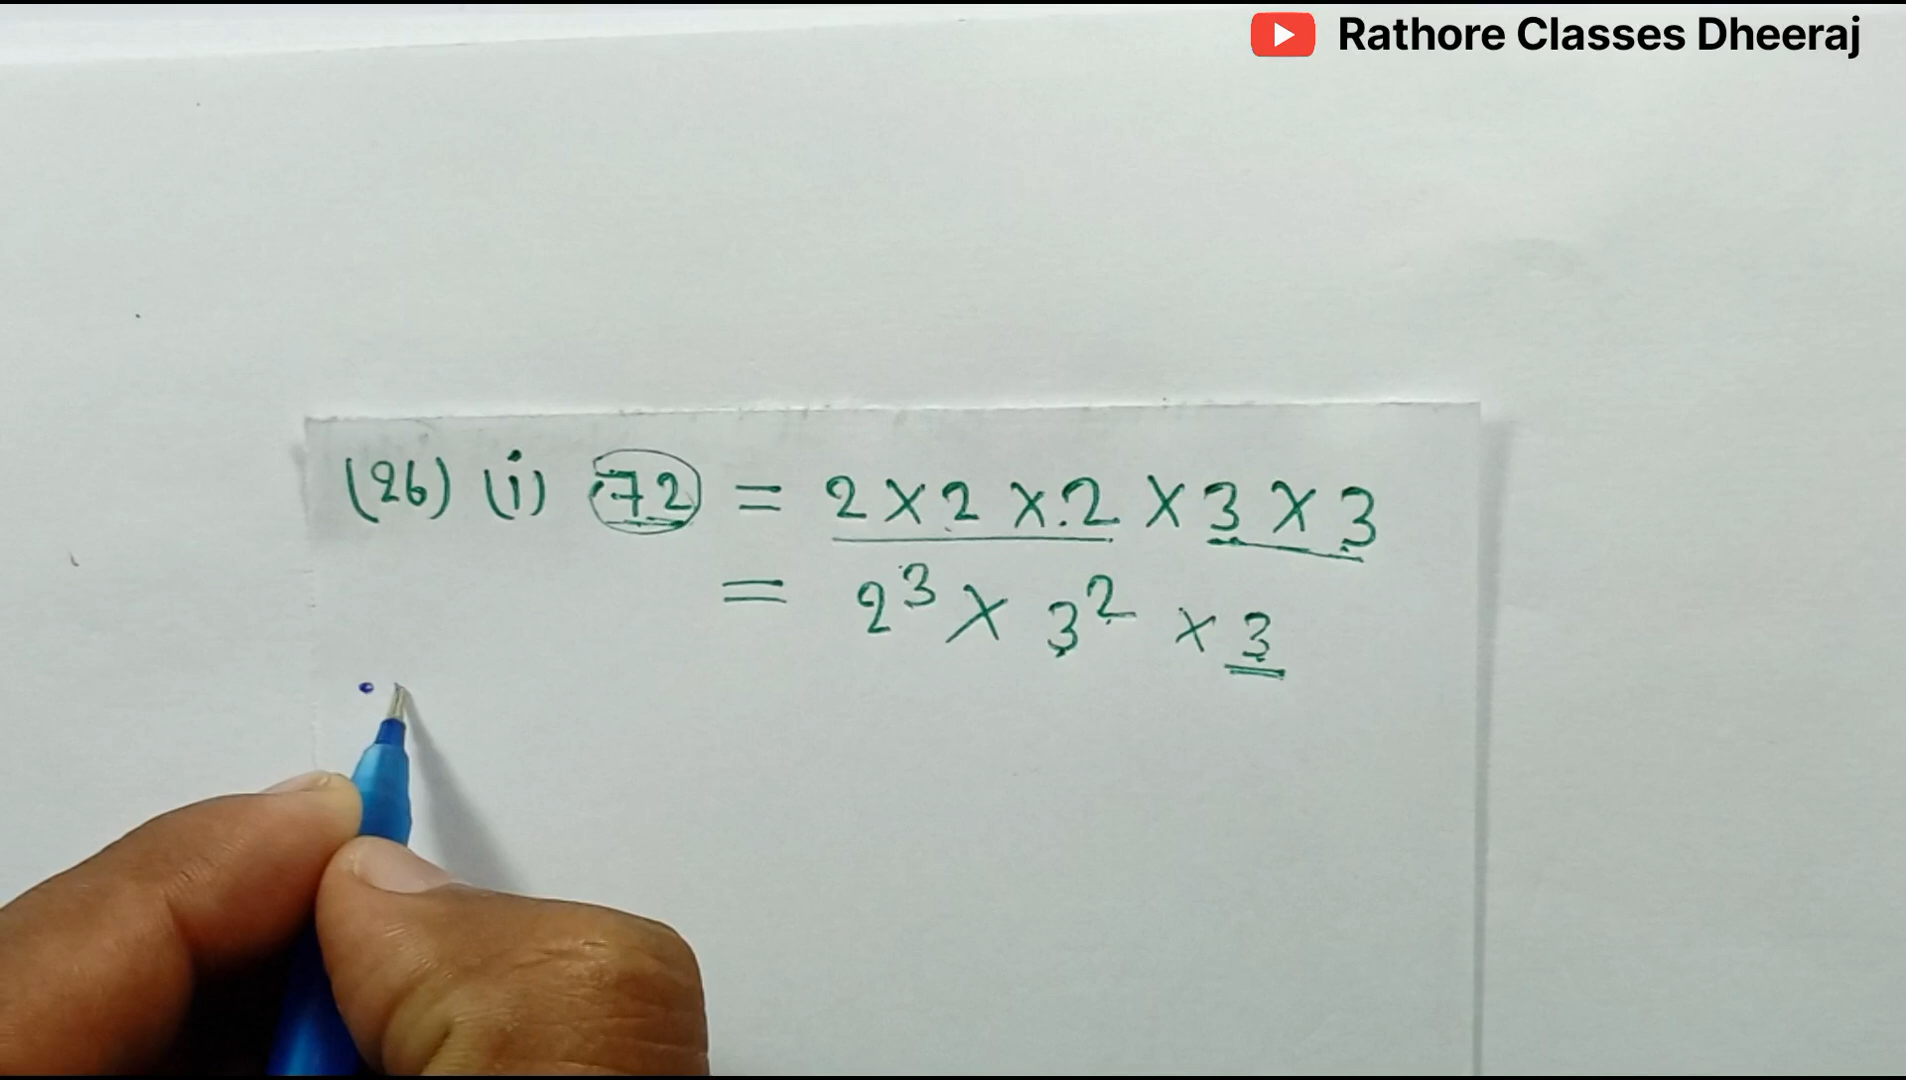 Rathore Classes Dheeraj
(26) (i) 72 = 2 × 2 × 2 × 3 × 3
= 2³ × 3² × 3